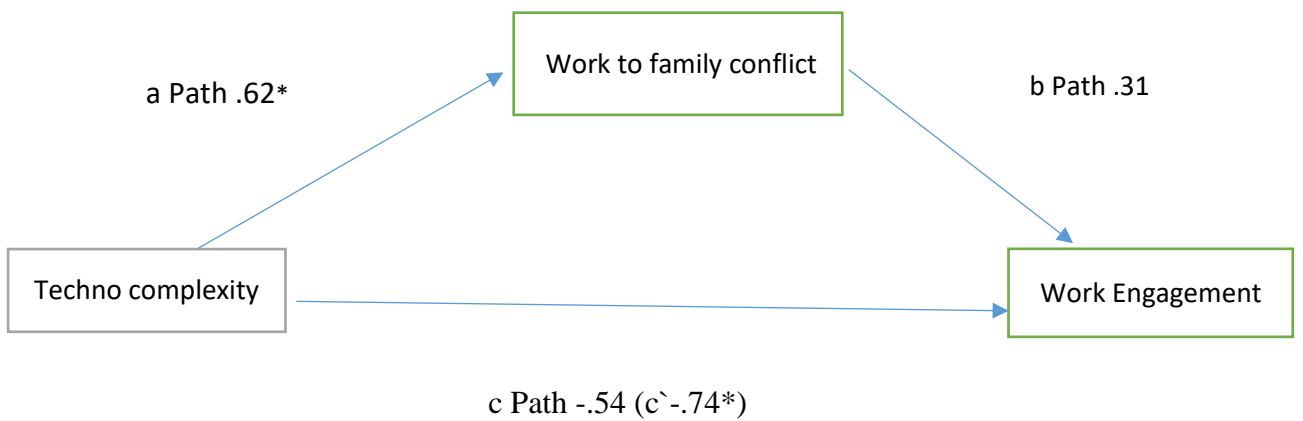 Work to family conflict
a Path .62*
b Path .31
Techno complexity
Work Engagement
c Path -.54 (c`-.74*)